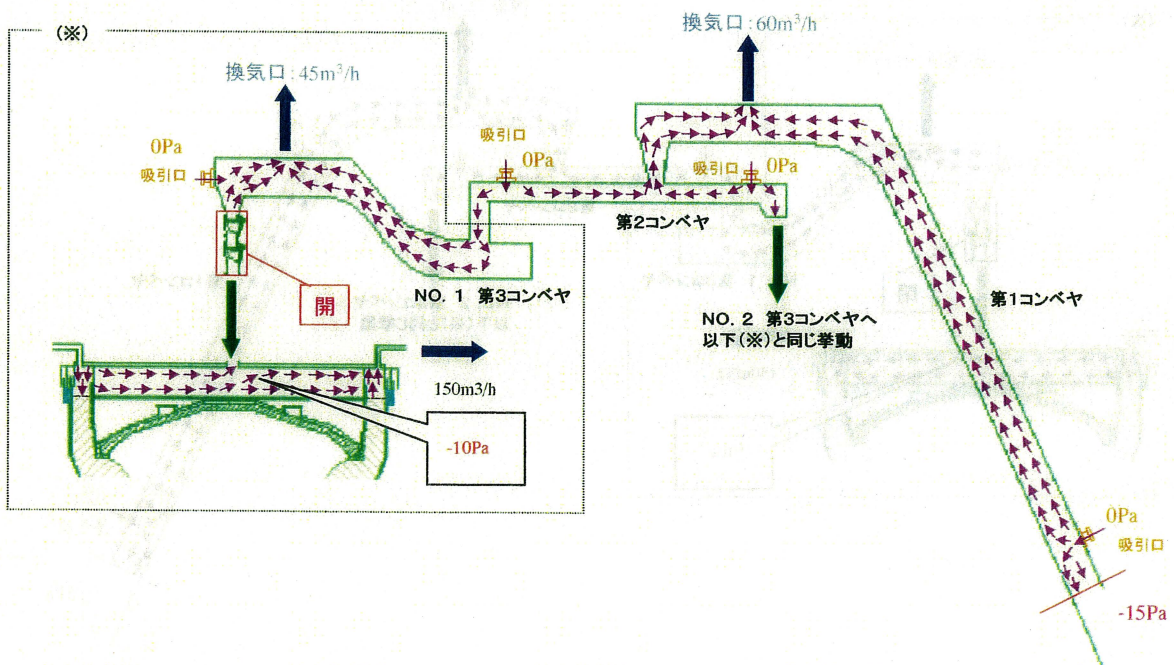 (※)
換気口:45m³/h
換気口:60m³/h
0Pa
吸引口
吸引口
0Pa
吸引口
0Pa
第2コンベヤ
開
NO. 1 第3コンベヤ
第1コンベヤ
NO. 2 第3コンベヤへ
以下(※)と同じ挙動
150m3/h
-10Pa
0Pa
吸引口
-15Pa